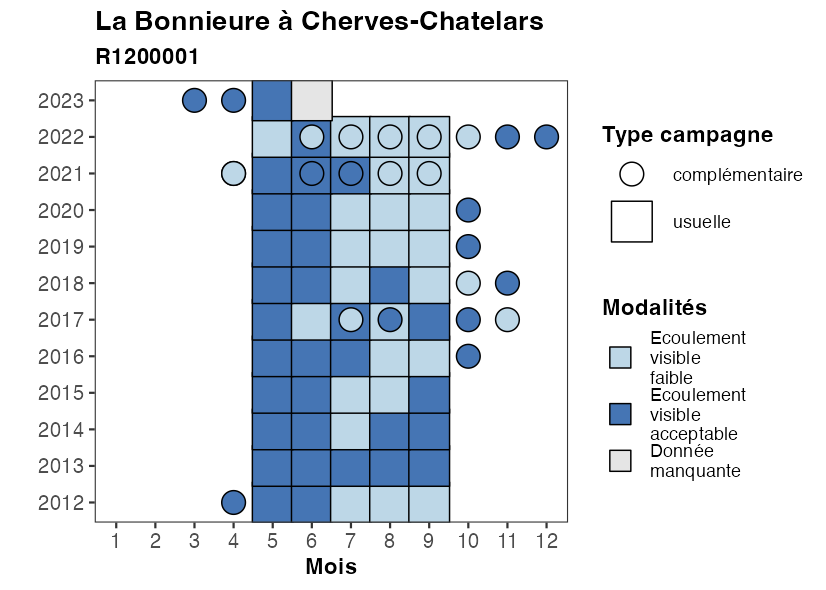 La Bonnieure à Cherves-Chatelars
R1200001
2023
2022
2021
2020
2019
2018
2017
2016
2015
2014
2013
2012
1 2 3 4 5 6 7 8 9 10 11 12
Mois
Type campagne
complémentaire
usuelle
Modalités
Ecoulement
visible
faible
Ecoulement
visible
acceptable
Donnée
manquante